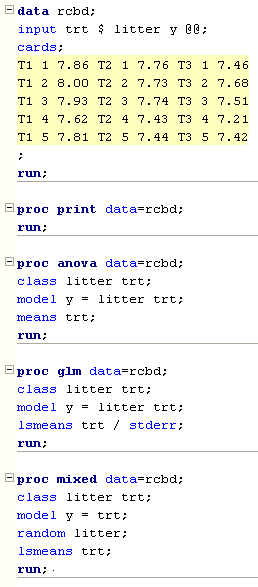 data rcbd;
input trt $ litter y @@;
cards;
T1 1 7.86 T2 1 7.76 T3 1 7.46
T1 2 8.00 T2 2 7.73 T3 2 7.68
T1 3 7.93 T2 3 7.74 T3 3 7.51
T1 4 7.62 T2 4 7.43 T3 4 7.21
T1 5 7.81 T2 5 7.44 T3 5 7.42
;
run;
proc print data=rcbd;
run;
proc anova data=rcbd;
class litter trt;
model y = litter trt;
means trt;
run;
proc glm data=rcbd;
class litter trt;
model y = litter trt;
lsmeans trt / stderr;
run;
proc mixed data=rcbd;
class litter trt;
model y = trt;
random litter;
lsmeans trt;
run;